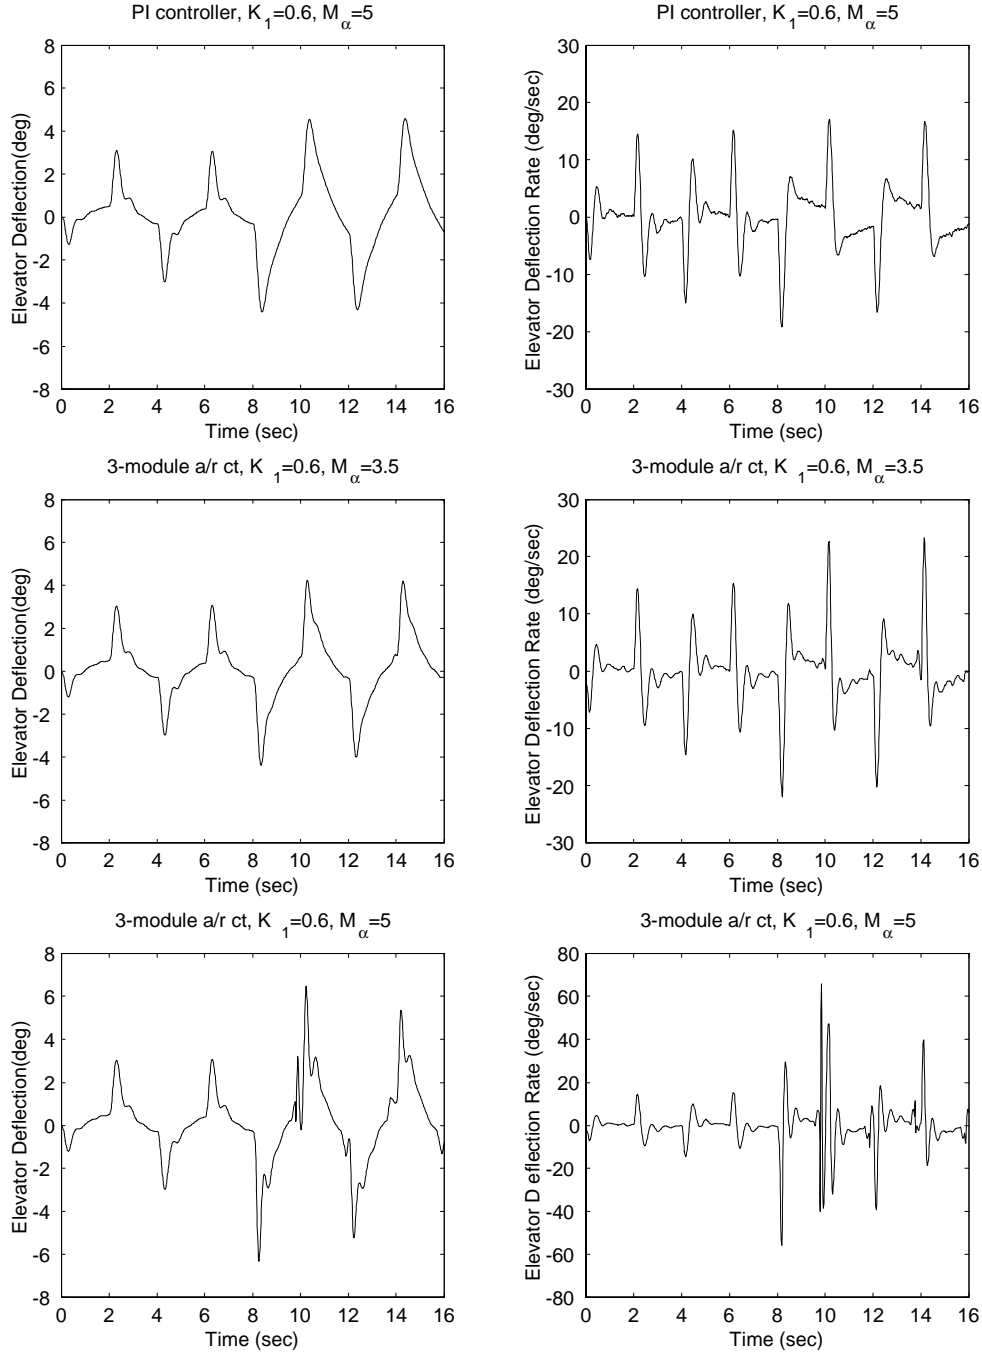 PI controller, K1=0.6, Mα=5
8
6
4
2
0
-2
-4
-6
-8
Elevator Deflection(deg)
0 2 4 6 8 10 12 14 16
Time (sec)
PI controller, K1=0.6, Mα=5
30
20
10
0
-10
-20
-30
Elevator Deflection Rate (deg/sec)
0 2 4 6 8 10 12 14 16
Time (sec)
3-module a/r ct, K 1=0.6, Mα=3.5
8
6
4
2
0
-2
-4
-6
-8
Elevator Deflection(deg)
0 2 4 6 8 10 12 14 16
Time (sec)
3-module a/r ct, K 1=0.6, Mα=3.5
30
20
10
0
-10
-20
-30
Elevator Deflection Rate (deg/sec)
0 2 4 6 8 10 12 14 16
Time (sec)
3-module a/r ct, K 1=0.6, Mα=5
8
6
4
2
0
-2
-4
-6
-8
Elevator Deflection(deg)
0 2 4 6 8 10 12 14 16
Time (sec)
3-module a/r ct, K 1=0.6, Mα=5
80
60
40
20
0
-20
-40
-60
-80
Elevator D eflection Rate (deg/sec)
0 2 4 6 8 10 12 14 16
Time (sec)